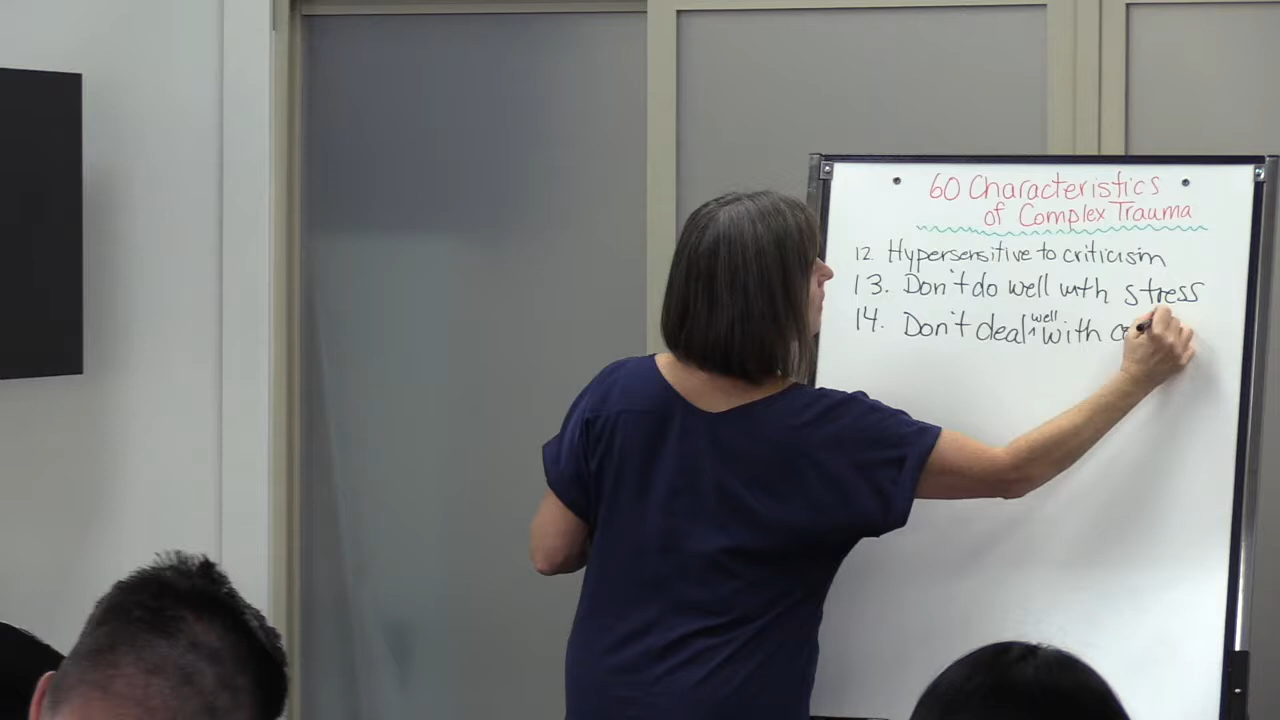 60 Characteristics
of Complex Trauma
12. Hypersensitive to criticism
13. Don't do well with stress
14. Don't deal well with